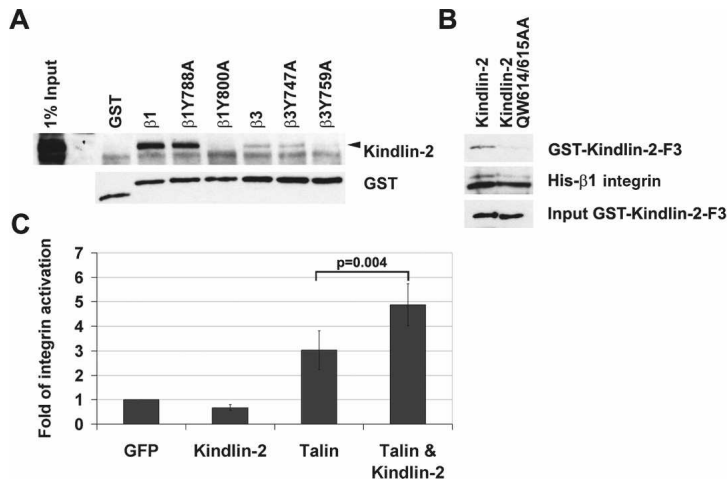 A
1% Input
GST
β1
β1Y788A
β1Y800A
β3
β3Y747A
β3Y759A
Kindlin-2
GST
B
Kindlin-2
Kindlin-2
QW614/615AA
GST-Kindlin-2-F3
His-β1 integrin
Input GST-Kindlin-2-F3
C
Fold of integrin activation
7
6
5
4
3
2
1
0
p=0.004
GFP
Kindlin-2
Talin
Talin &
Kindlin-2